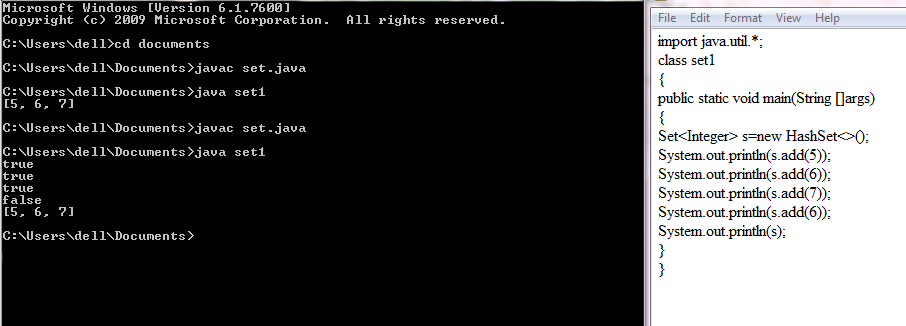 Microsoft Windows [Version 6.1.7600]
Copyright (c) 2009 Microsoft Corporation.  All rights reserved.
C:\Users\dell>cd documents
C:\Users\dell\Documents>javac set.java
C:\Users\dell\Documents>java set1
[5, 6, 7]
C:\Users\dell\Documents>javac set.java
C:\Users\dell\Documents>java set1
true
true
true
false
[5, 6, 7]
C:\Users\dell\Documents>
File Edit Format View Help
import java.util.*;
class set1
{
public static void main(String []args)
{
Set<Integer> s=new HashSet<>();
System.out.println(s.add(5));
System.out.println(s.add(6));
System.out.println(s.add(7));
System.out.println(s.add(6));
System.out.println(s);
}
}